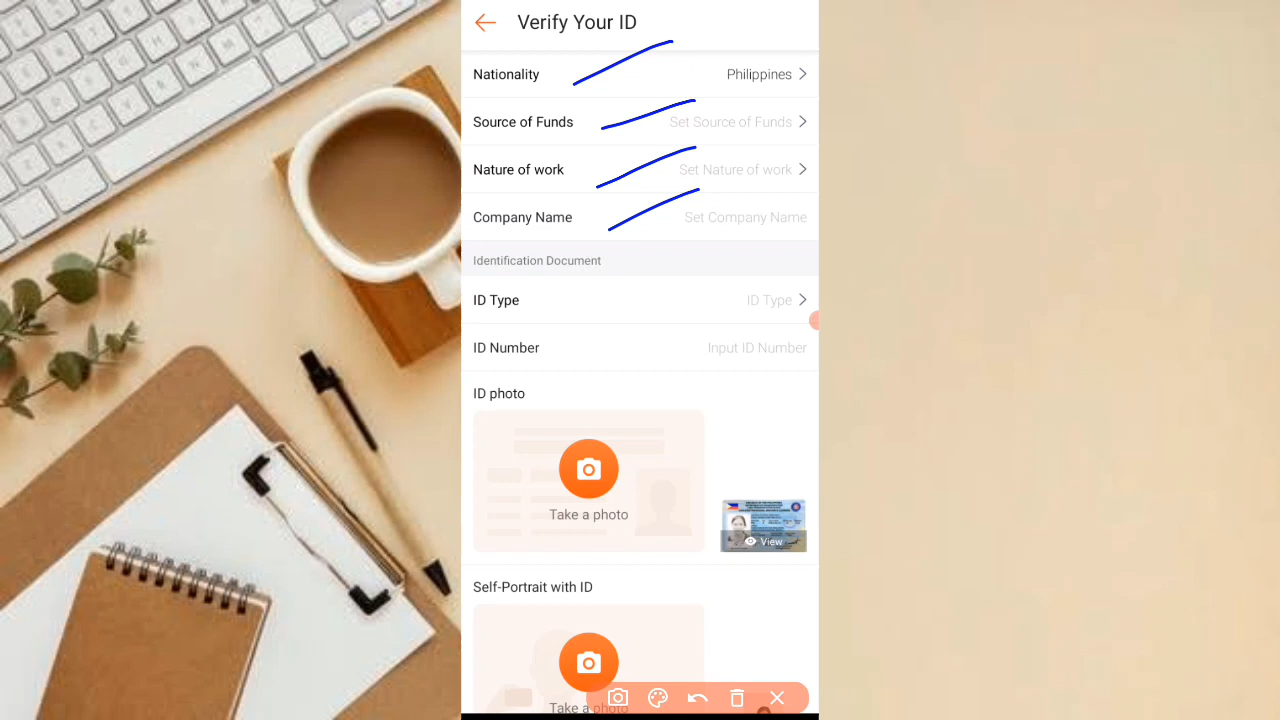 Verify Your ID
Nationality Philippines
Source of Funds Set Source of Funds
Nature of work Set Nature of work
Company Name Set Company Name
Identification Document
ID Type ID Type
ID Number Input ID Number
ID photo
Take a photo
View
Self-Portrait with ID
Take a photo